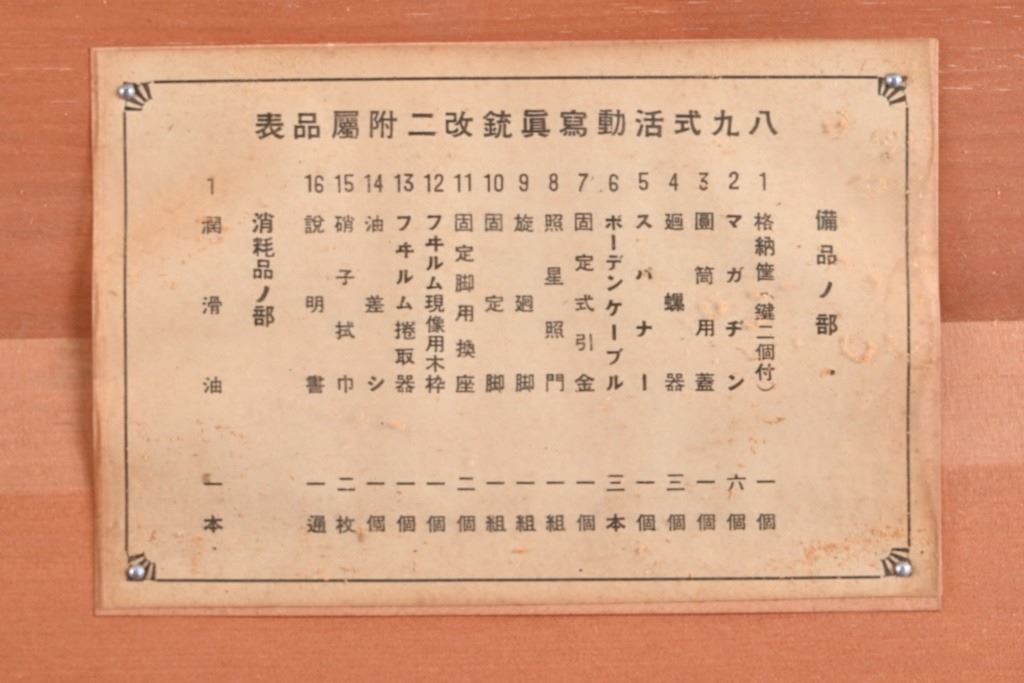 八九式活動寫眞銃改二附屬品表
備品ノ部
1 格納筐(鍵二個付) 一個
2 マガヂン 六個
3 圓筒用蓋 一個
4 廻螺器 三個
5 スパナー 一個
6 ボーデンケーブル 三本
7 固定式引金 一個
8 照星照門 一組
9 旋廻脚 一組
10 固定脚 一組
11 固定脚用換座 二個
12 フヰルム現像用木枠 一個
13 フヰルム捲取器 一個
14 油差シ 一個
15 硝子拭巾 二枚
16 説明書 一通
消耗品ノ部
1 潤滑油 一本